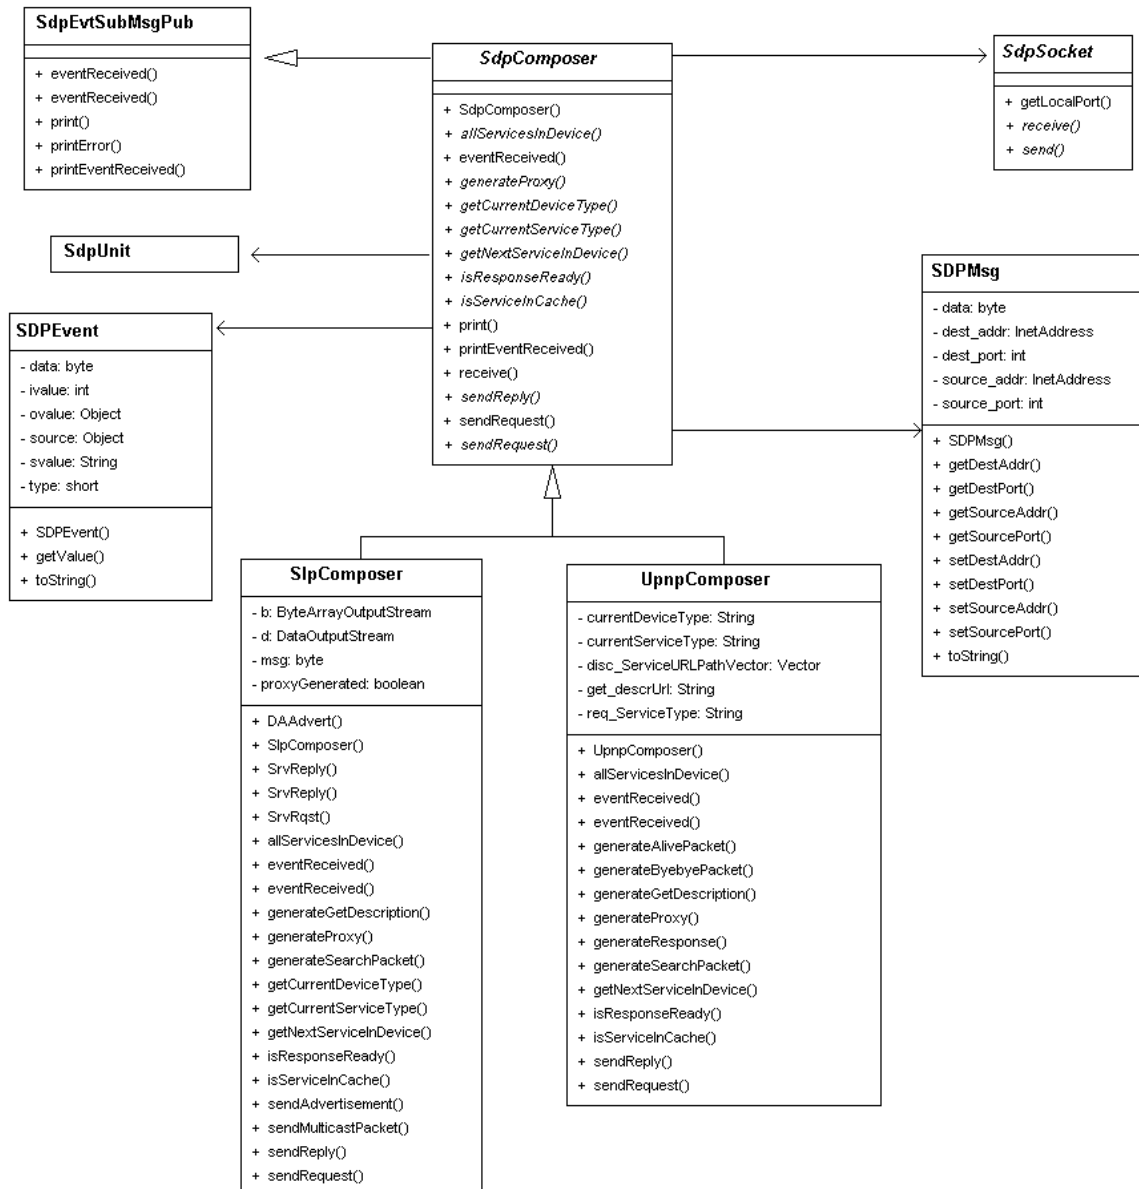 SdpEvtSubMsgPub
+ eventReceived()
+ eventReceived()
+ print()
+ printError()
+ printEventReceived()
SdpComposer
+ SdpComposer()
+ allServicesInDevice()
+ eventReceived()
+ generateProxy()
+ getCurrentDeviceType()
+ getCurrentServiceType()
+ getNextServiceInDevice()
+ isResponseReady()
+ isServiceInCache()
+ print()
+ printEventReceived()
+ receive()
+ sendReply()
+ sendRequest()
+ sendRequest()
SdpSocket
+ getLocalPort()
+ receive()
+ send()
SdpUnit
SDPEvent
- data: byte
- ivalue: int
- ovalue: Object
- source: Object
- svalue: String
- type: short
+ SDPEvent()
+ getValue()
+ toString()
SDPMsg
- data: byte
- dest_addr: InetAddress
- dest_port: int
- source_addr: InetAddress
- source_port: int
+ SDPMsg()
+ getDestAddr()
+ getDestPort()
+ getSourceAddr()
+ getSourcePort()
+ setDestAddr()
+ setDestPort()
+ setSourceAddr()
+ setSourcePort()
+ toString()
SlpComposer
- b: ByteArrayOutputStream
- d: DataOutputStream
- msg: byte
- proxyGenerated: boolean
+ DAAdvert()
+ SlpComposer()
+ SrvReply()
+ SrvReply()
+ SrvRqst()
+ allServicesInDevice()
+ eventReceived()
+ eventReceived()
+ generateGetDescription()
+ generateProxy()
+ generateSearchPacket()
+ getCurrentDeviceType()
+ getCurrentServiceType()
+ getNextServiceInDevice()
+ isResponseReady()
+ isServiceInCache()
+ sendAdvertisement()
+ sendMulticastPacket()
+ sendReply()
+ sendRequest()
UpnpComposer
- currentDeviceType: String
- currentServiceType: String
- disc_ServiceURLPathVector: Vector
- get_descrUrl: String
- req_ServiceType: String
+ UpnpComposer()
+ allServicesInDevice()
+ eventReceived()
+ eventReceived()
+ generateAlivePacket()
+ generateByebyePacket()
+ generateGetDescription()
+ generateProxy()
+ generateResponse()
+ generateSearchPacket()
+ getNextServiceInDevice()
+ isResponseReady()
+ isServiceInCache()
+ sendReply()
+ sendRequest()